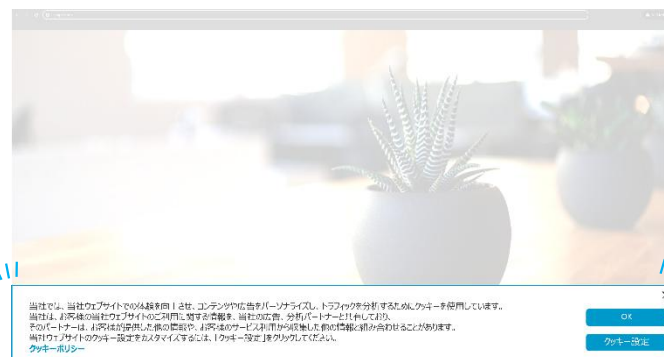 当社では、当社ウェブサイトでの体験を向上させ、コンテンツや広告をパーソナライズし、トラフィックを分析するためにクッキーを使用しています。
当社は、お客様の当社ウェブサイトのご利用に関する情報を、当社の広告、分析パートナーと共有しており、
そのパートナーは、お客様が提供した他の情報や、お客様のサービス利用から収集した他の情報と組み合わせることがあります。
当社ウェブサイトのクッキー設定をカスタマイズするには、「クッキー設定」をクリックしてください。
クッキーポリシー
OK
クッキー設定